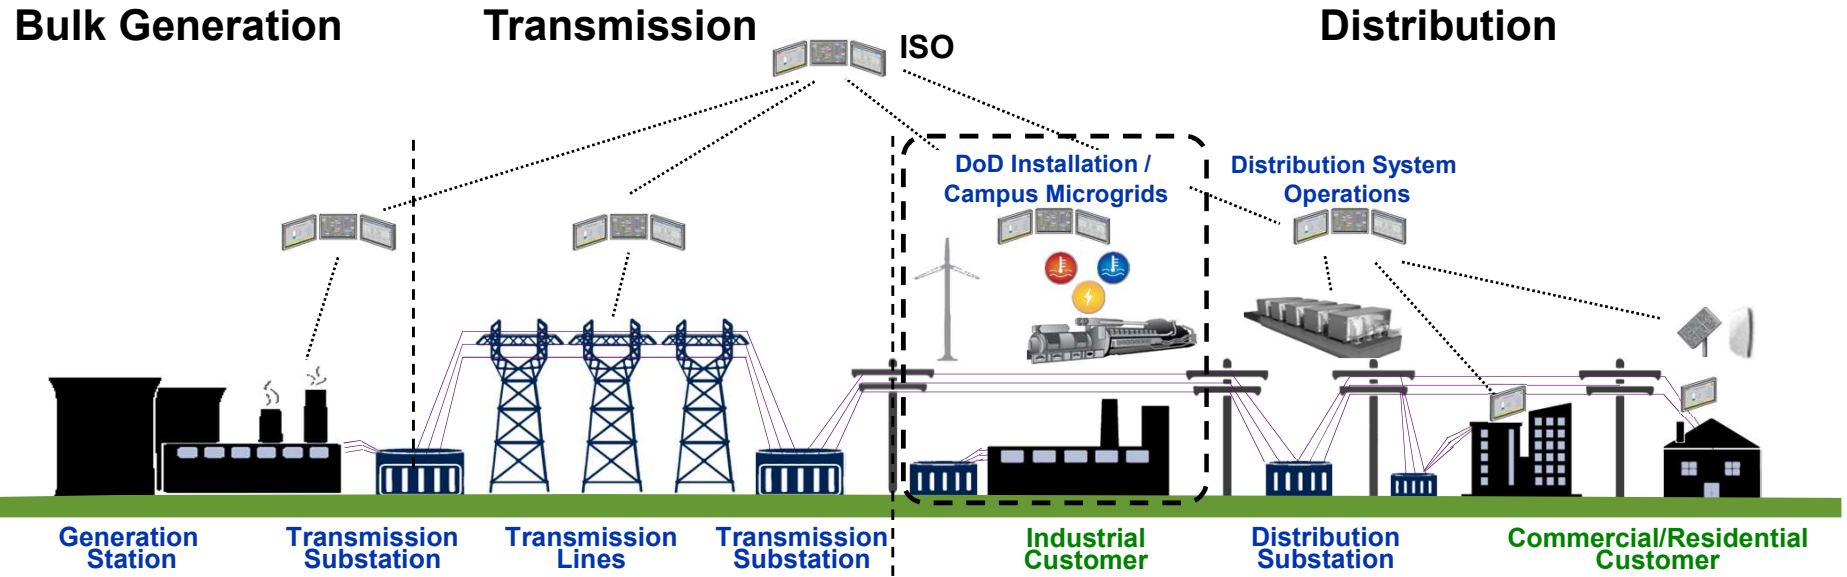 Bulk Generation
Transmission
Distribution
ISO
DoD Installation /
Campus Microgrids
Distribution System
Operations
Generation
Station
Transmission
Substation
Transmission
Lines
Transmission
Substation
Industrial
Customer
Distribution
Substation
Commercial/Residential
Customer